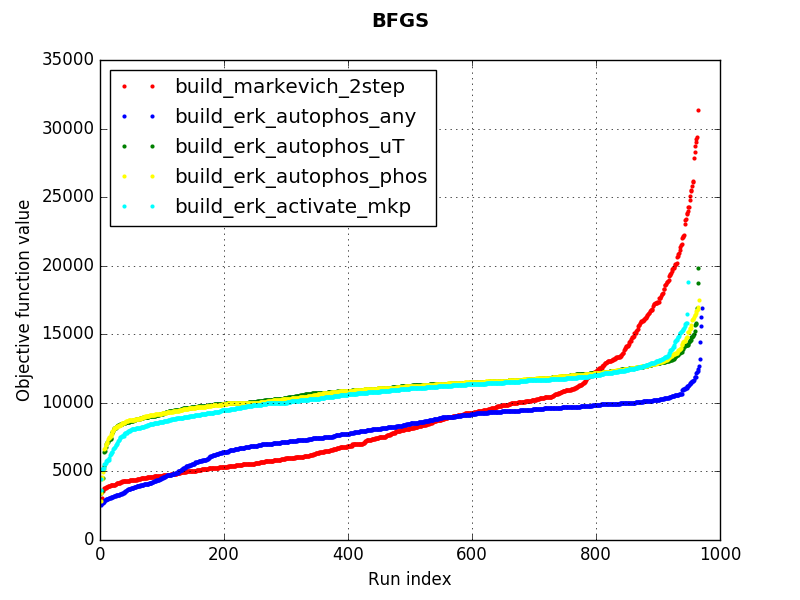 BFGS
35000
30000
25000
20000
15000
10000
5000
0
Objective function value
build_markevich_2step
build_erk_autophos_any
build_erk_autophos_uT
build_erk_autophos_phos
build_erk_activate_mkp
0 200 400 600 800 1000
Run index